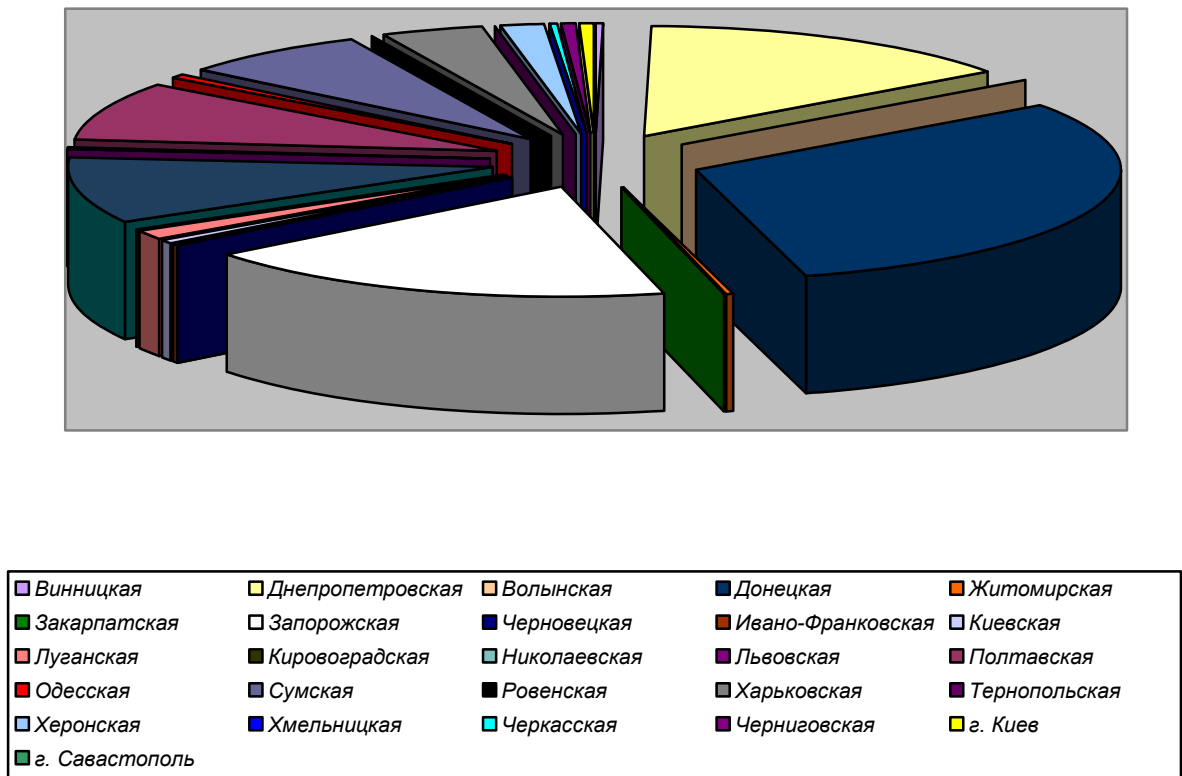 Винницкая Днепропетровская Волынская Донецкая Житомирская
Закарпатская Запорожская Черновецкая Ивано-Франковская Киевская
Луганская Кировоградская Николаевская Львовская Полтавская
Одесская Сумская Ровенская Харьковская Тернопольская
Херонская Хмельницкая Черкасская Черниговская г. Киев
г. Савастополь